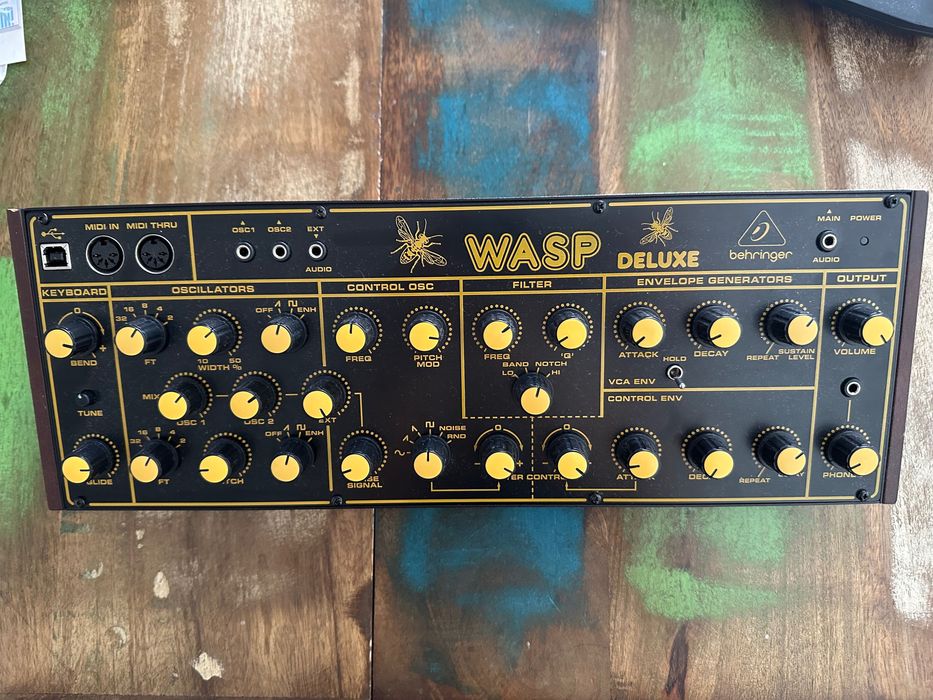 MIDI IN MIDI THRU
OSC1 OSC2 EXT
AUDIO
WASP DELUXE
behringer
MAIN POWER
AUDIO
KEYBOARD OSCILLATORS CONTROL OSC FILTER ENVELOPE GENERATORS OUTPUT
0 32 16 8 4 2 OFF ENH
BEND + FT 10 50 FREQ PITCH FREQ 'Q' ATTACK DECAY REPEAT SUSTAIN VOLUME
WIDTH % MOD LEVEL
BAND NOTCH HOLD
LO HI
VCA ENV
TUNE MIX CONTROL ENV
OSC 1 OSC 2 EXT
32 16 8 4 2 OFF ENH NOISE 0 0
RND
- + - +
GLIDE FT SIGNAL REPEAT